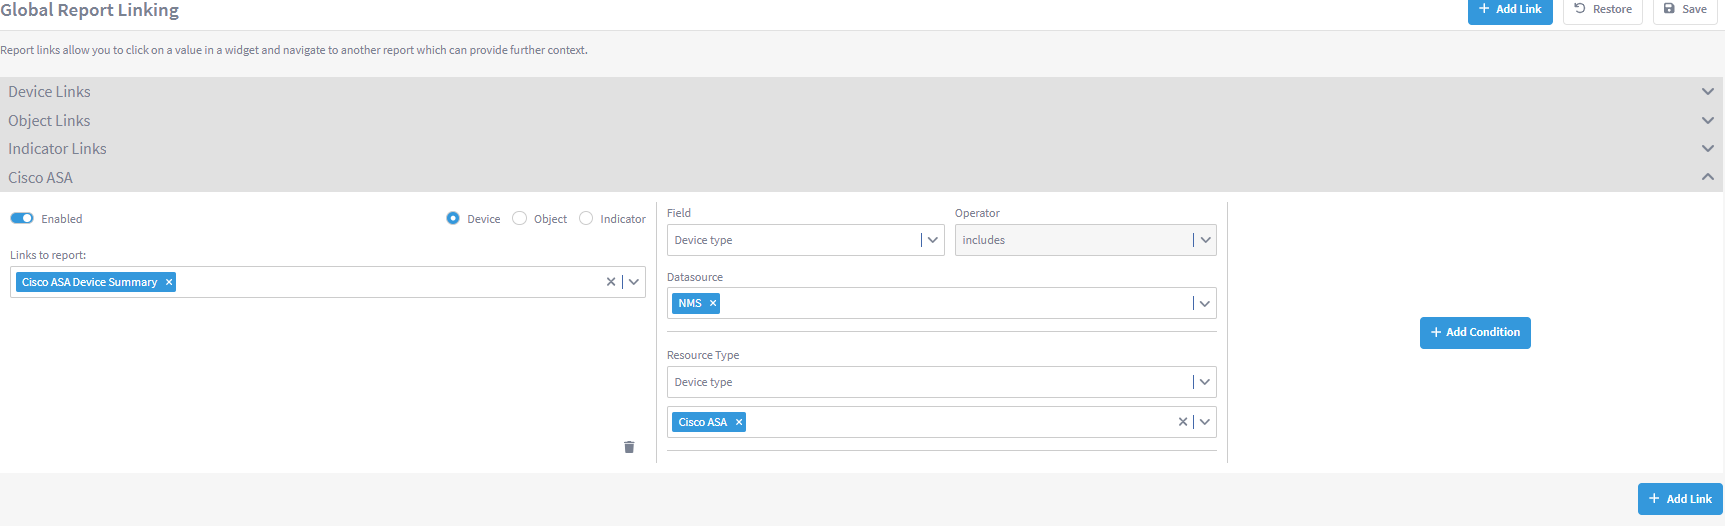 Global Report Linking
+ Add Link
Restore
Save
Report links allow you to click on a value in a widget and navigate to another report which can provide further context.
Device Links
Object Links
Indicator Links
Cisco ASA
Enabled
Device
Object
Indicator
Links to report:
Cisco ASA Device Summary ×
Field
Operator
Device type
includes
Datasource
NMS ×
Resource Type
Device type
Cisco ASA ×
+ Add Condition
+ Add Link